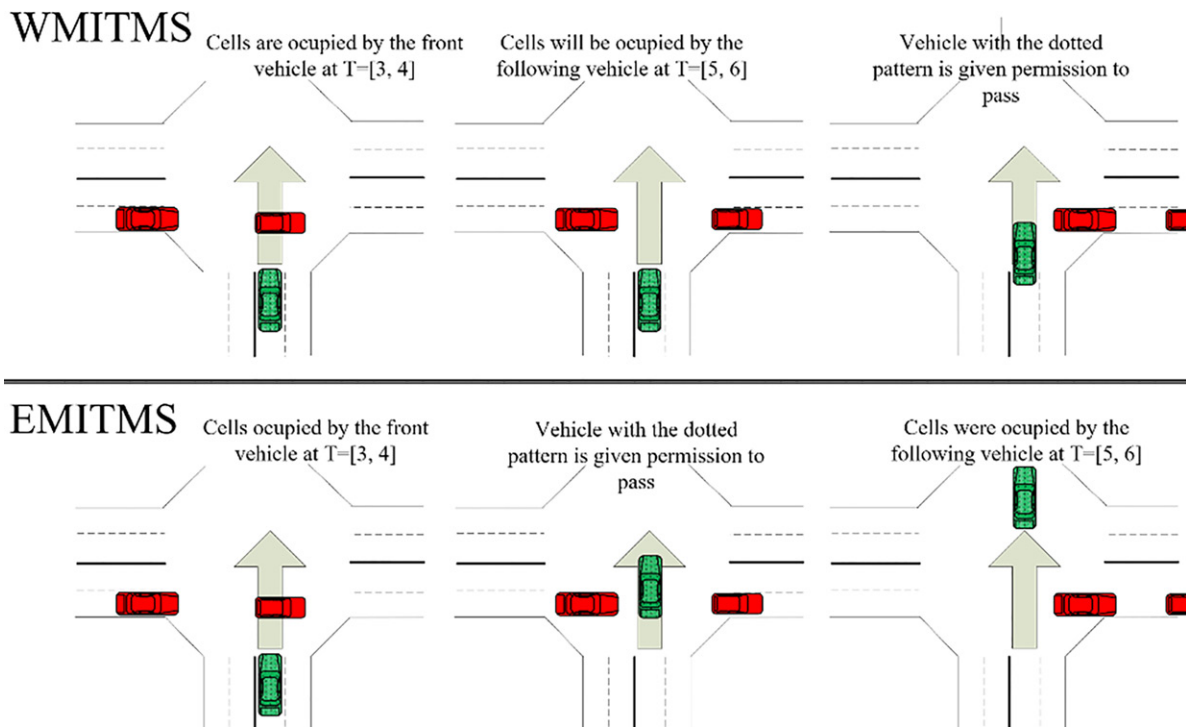 WMITMS
Cells are ocupied by the front
vehicle at T=[3, 4]
Cells will be ocupied by the
following vehicle at T=[5, 6]
Vehicle with the dotted
pattern is given permission to
pass
EMITMS
Cells ocupied by the front
vehicle at T=[3, 4]
Vehicle with the dotted
pattern is given permission to
pass
Cells were ocupied by the
following vehicle at T=[5, 6]